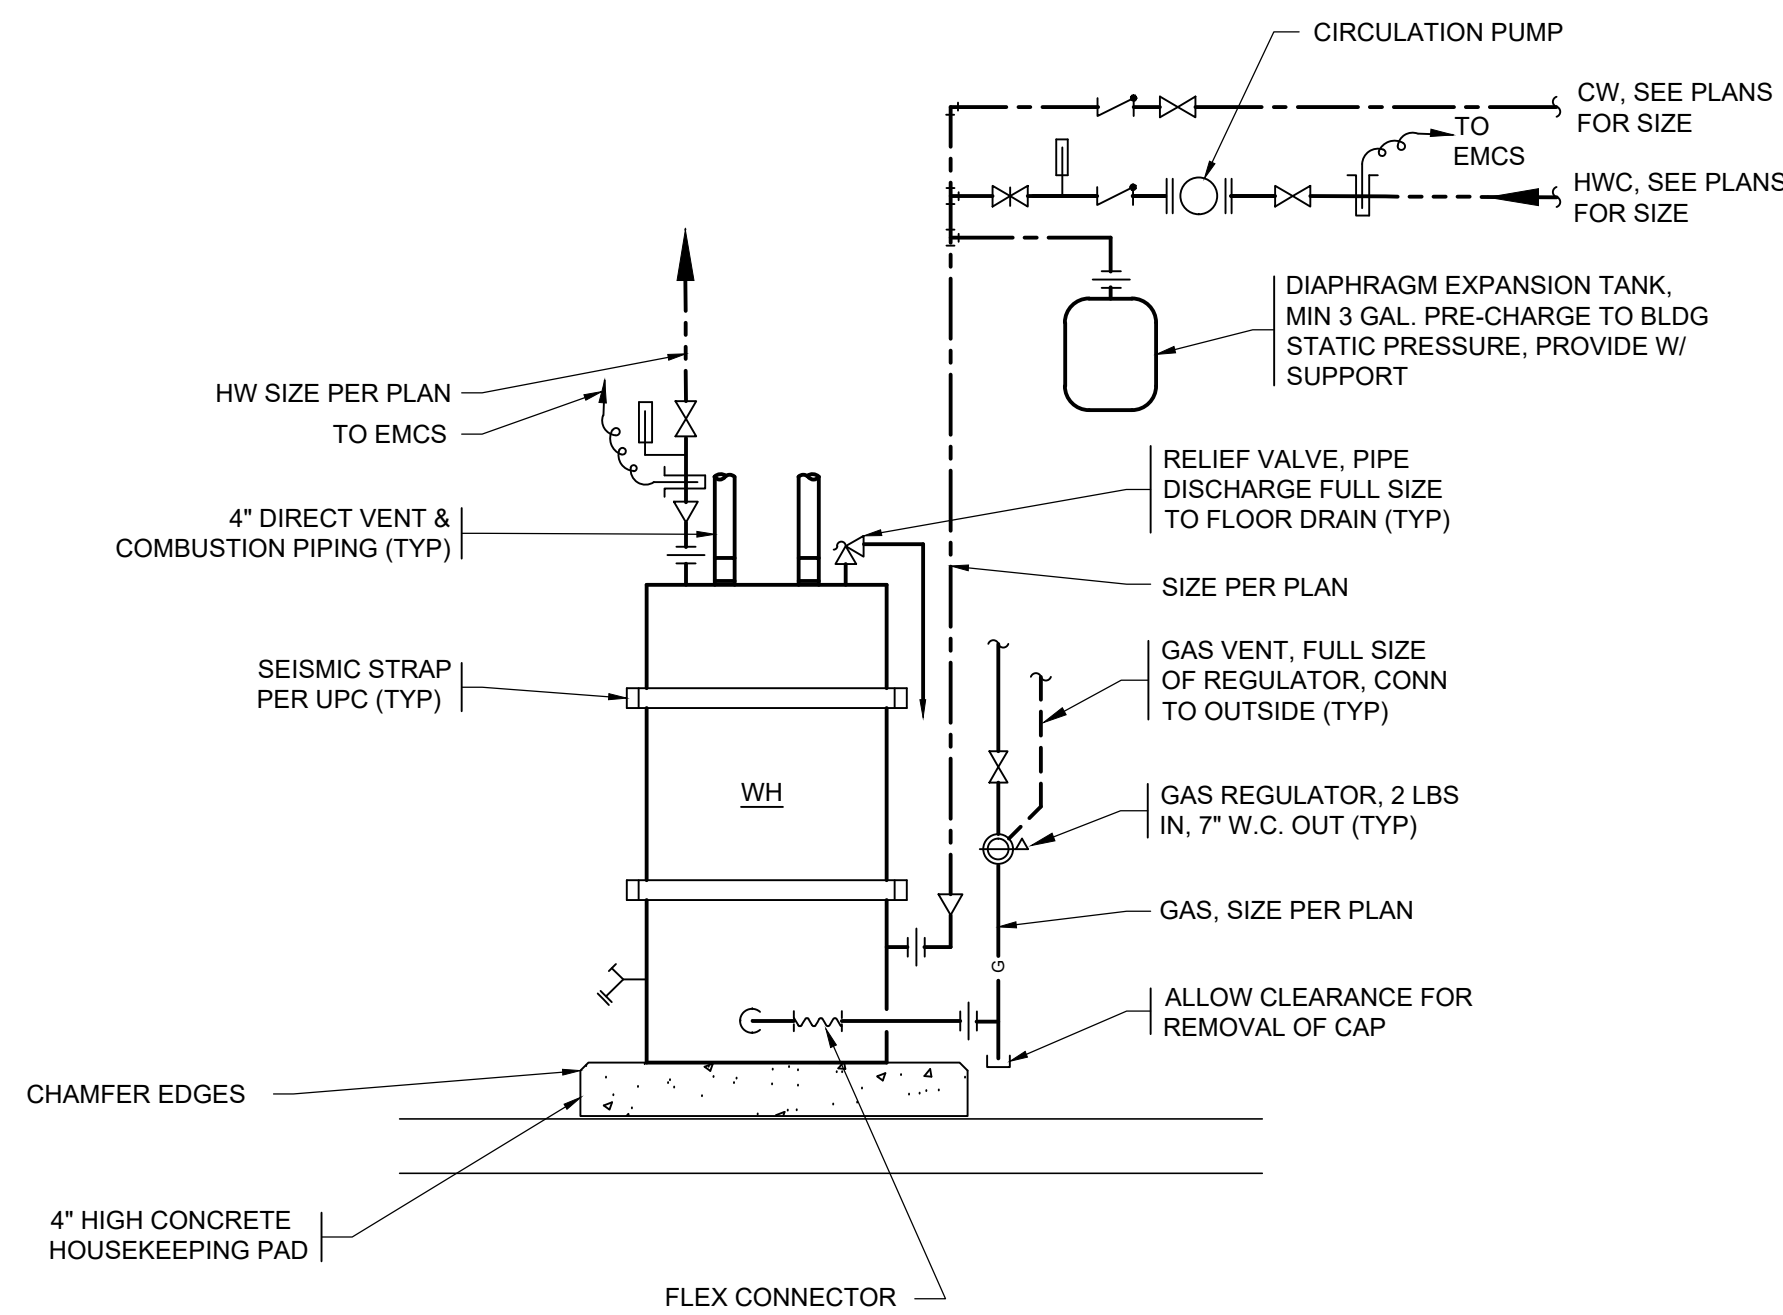 CIRCULATION PUMP
CW, SEE PLANS
FOR SIZE
TO
EMCS
HWC, SEE PLANS
FOR SIZE
DIAPHRAGM EXPANSION TANK,
MIN 3 GAL. PRE-CHARGE TO BLDG
STATIC PRESSURE, PROVIDE W/
SUPPORT
HW SIZE PER PLAN
TO EMCS
RELIEF VALVE, PIPE
DISCHARGE FULL SIZE
TO FLOOR DRAIN (TYP)
4" DIRECT VENT &
COMBUSTION PIPING (TYP)
SIZE PER PLAN
GAS VENT, FULL SIZE
OF REGULATOR, CONN
TO OUTSIDE (TYP)
SEISMIC STRAP
PER UPC (TYP)
WH
GAS REGULATOR, 2 LBS
IN, 7" W.C. OUT (TYP)
GAS, SIZE PER PLAN
G
ALLOW CLEARANCE FOR
REMOVAL OF CAP
CHAMFER EDGES
4" HIGH CONCRETE
HOUSEKEEPING PAD
FLEX CONNECTOR